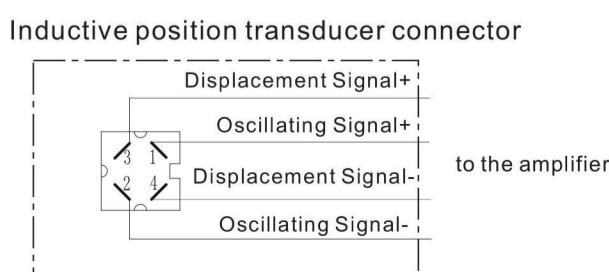 Inductive position transducer connector
Displacement Signal+
Oscillating Signal+
3 1
Displacement Signal-
to the amplifier
2 4
Oscillating Signal-